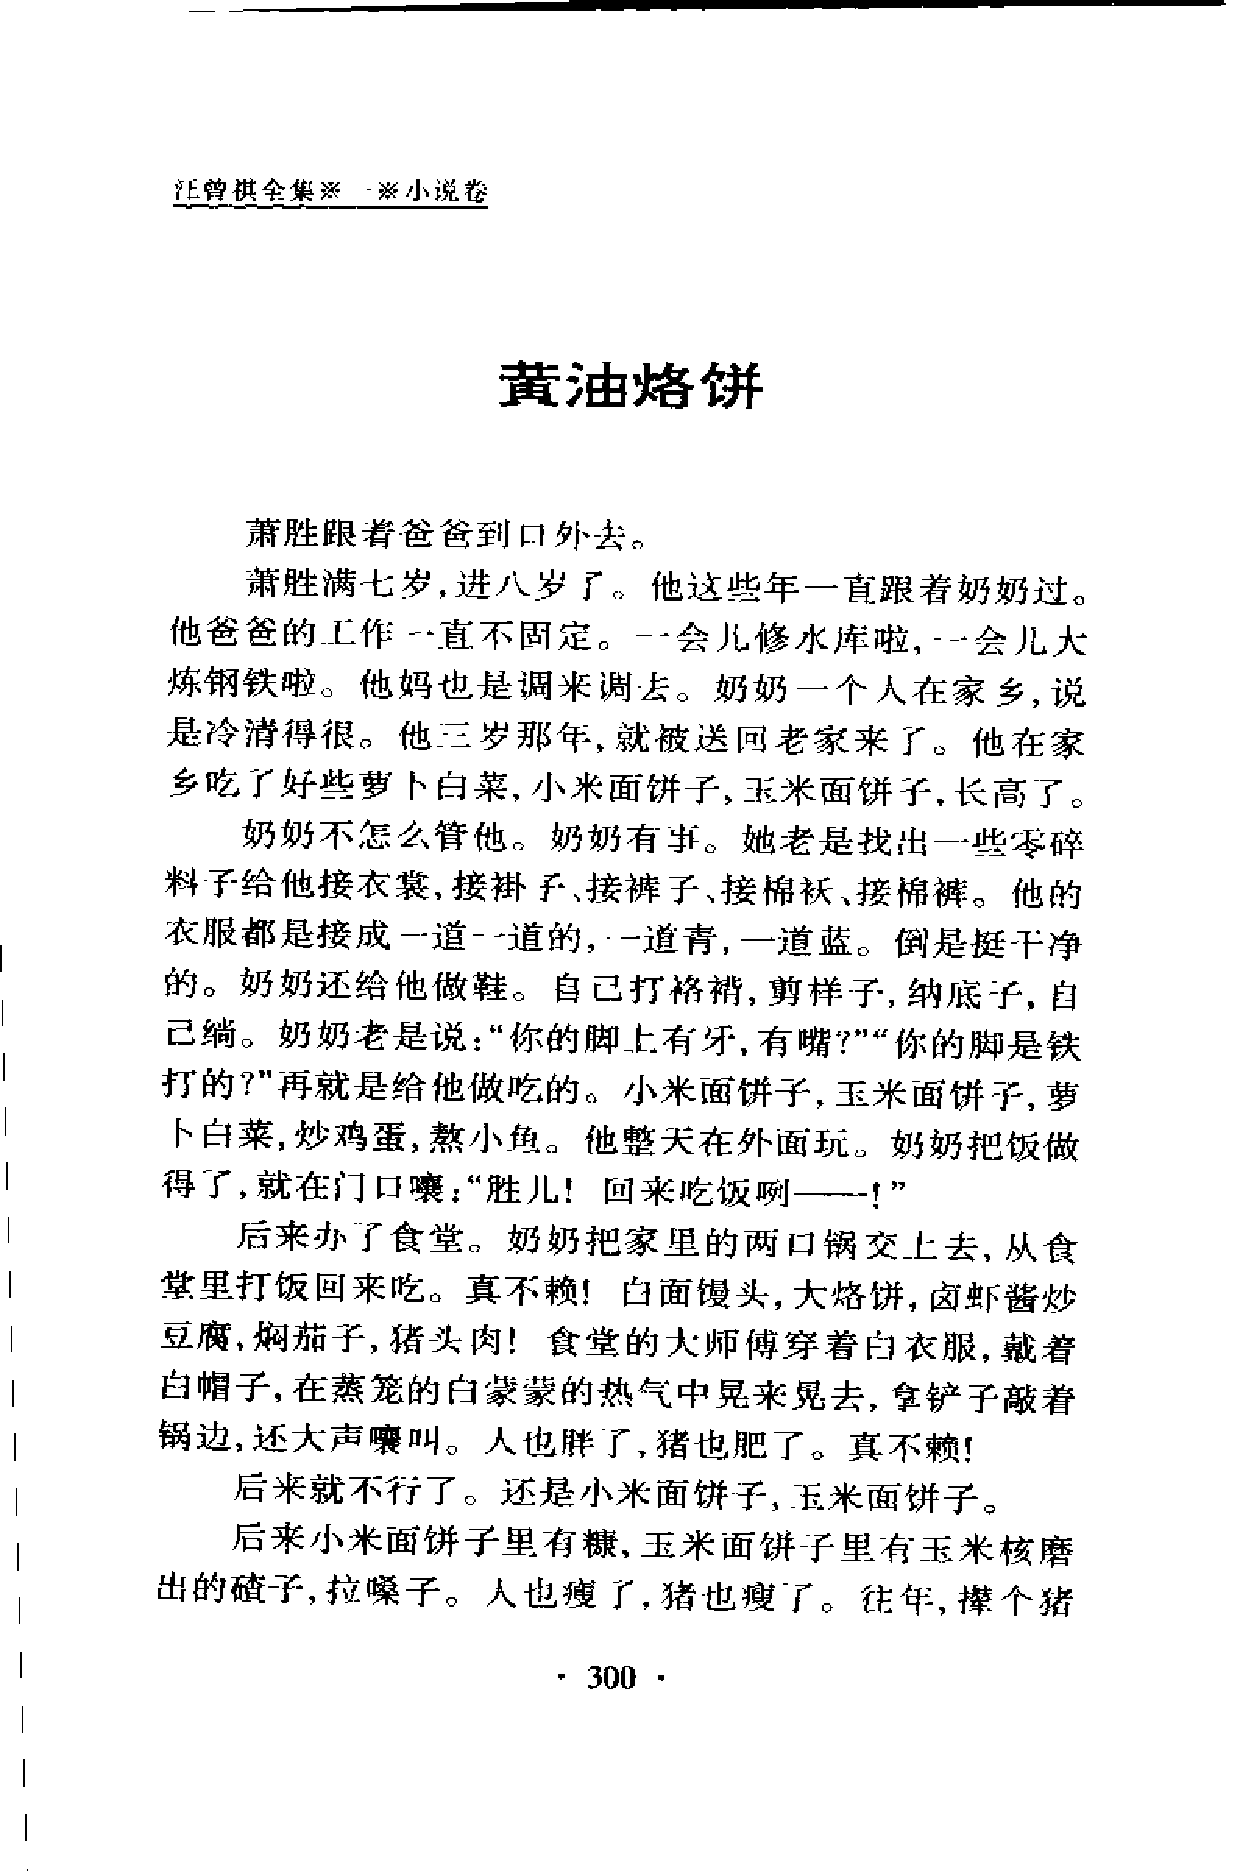 汪曾祺全集※一※小说卷
黄油烙饼
萧胜跟着爸爸到口外去。
萧胜满七岁,进八岁了。他这些年一直跟着奶奶过。
他爸爸的工作一直不固定。一会儿修水库啦,一会儿大
炼钢铁啦。他妈也是调来调去。奶奶一个人在家乡,说
是冷清得很。他三岁那年,就被送回老家来了。他在家
乡吃了好些萝卜白菜,小米面饼子,玉米面饼子,长高了。
奶奶不怎么管他。奶奶有事。她老是找出一些零碎
料子给他接衣裳,接褂子、接裤子、接棉袄、接棉裤。他的
衣服都是接成一道一道的,一道青,一道蓝。倒是挺干净
的。奶奶还给他做鞋。自己打袼褙,剪样子,纳底子,自
己绱。奶奶老是说:“你的脚上有牙,有嘴?”“你的脚是铁
打的?”再就是给他做吃的。小米面饼子,玉米面饼子,萝
卜白菜,炒鸡蛋,熬小鱼。他整天在外面玩。奶奶把饭做
得了,就在门口嚷:“胜儿!回来吃饭咧——!”
后来办了食堂。奶奶把家里的两口锅交上去,从食
堂里打饭回来吃。真不赖!白面馒头,大烙饼,卤虾酱炒
豆腐,焖茄子,猪头肉!食堂的大师傅穿着白衣服,戴着
白帽子,在蒸笼的白蒙蒙的热气中晃来晃去,拿铲子敲着
锅边,还大声嚷叫。人也胖了,猪也肥了。真不赖!
后来就不行了。还是小米面饼子,玉米面饼子。
后来小米面饼子里有糠,玉米面饼子里有玉米核磨
出的碴子,拉嗓子。人也瘦了,猪也瘦了。往年,撵个猪
· 300 ·